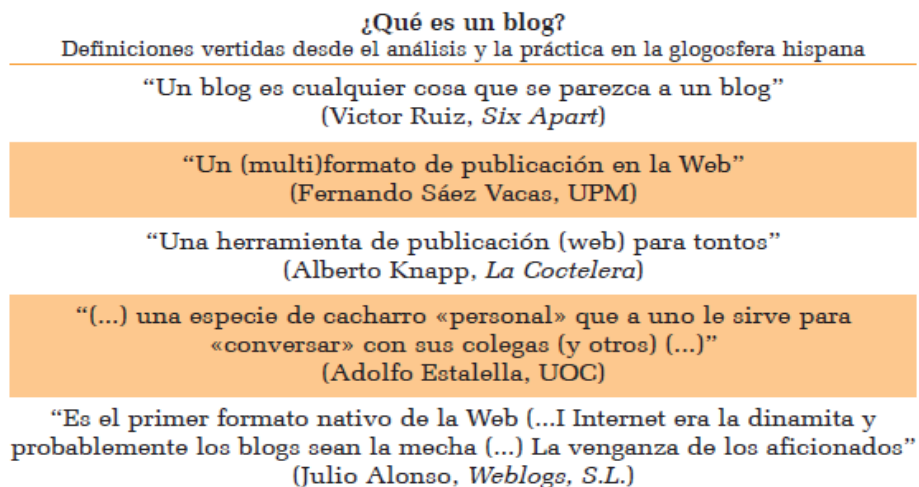 ¿Qué es un blog?
Definiciones vertidas desde el análisis y la práctica en la glogosfera hispana
“Un blog es cualquier cosa que se parezca a un blog”
(Victor Ruiz, Six Apart)
“Un (multi)formato de publicación en la Web”
(Fernando Sáez Vacas, UPM)
“Una herramienta de publicación (web) para tontos”
(Alberto Knapp, La Coctelera)
“(...) una especie de cacharro «personal» que a uno le sirve para
«conversar» con sus colegas (y otros) (...)”
(Adolfo Estalella, UOC)
“Es el primer formato nativo de la Web (...I Internet era la dinamita y
probablemente los blogs sean la mecha (...) La venganza de los aficionados”
(Julio Alonso, Weblogs, S.L.)